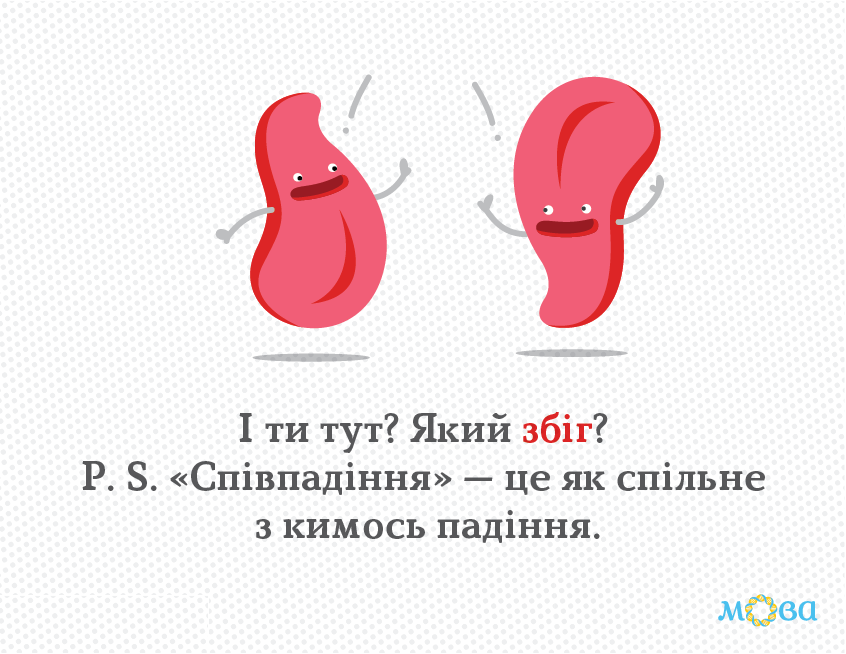 І ти тут? Який збіг?
P. S. «Співпадіння» — це як спільне
з кимось падіння.
мова